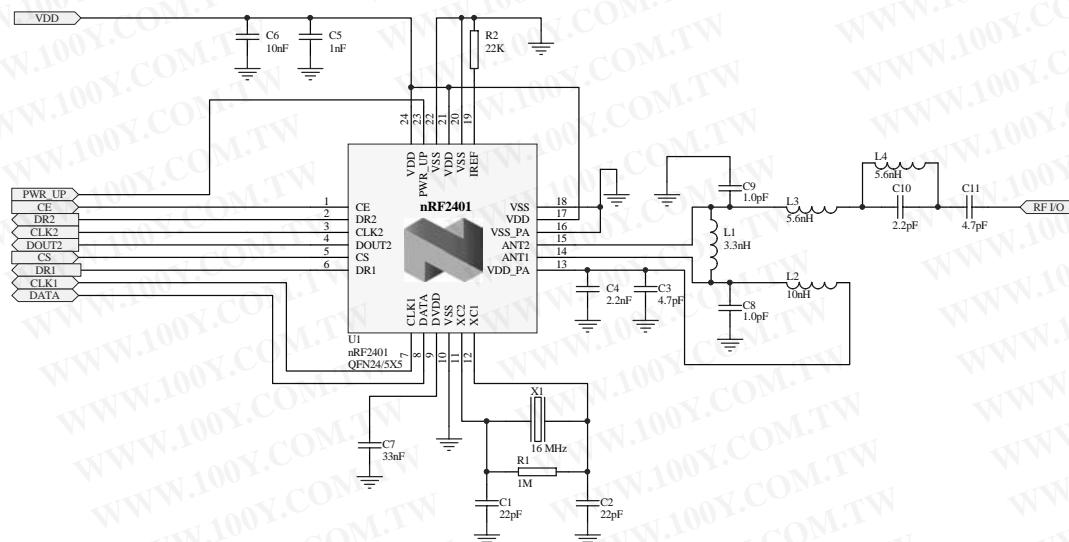 VDD
C6
10nF
C5
1nF
R2
22K
24
23
22
21
20
19
VDD
PWR_UP
VSS
VDD
VSS
IREF
nRF2401
PWR_UP
CE
DR2
CLK2
DOUT2
CS
DR1
CLK1
DATA
1
2
3
4
5
6
CE
DR2
CLK2
DOUT2
CS
DR1
VSS
VDD
VSS_PA
ANT2
ANT1
VDD_PA
18
17
16
15
14
13
CLK1
DATA
DVDD
VSS
XC2
XC1
U1
nRF2401
QFN24/5X5
7
8
9
10
11
12
C9
1.0pF
L3
5.6nH
L4
5.6nH
C10
2.2pF
C11
4.7pF
RF I/O
L1
3.3nH
L2
10nH
C4
2.2nF
C3
4.7pF
C8
1.0pF
X1
16 MHz
C7
33nF
R1
1M
C1
22pF
C2
22pF
WWW.100Y.COM.TW